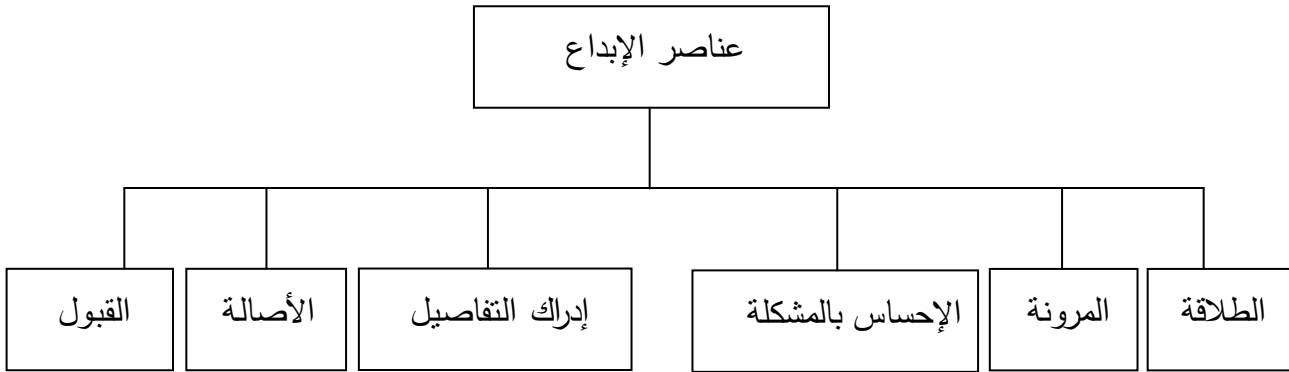 عناصر الإبداع
الطلاقة
المرونة
الإحساس بالمشكلة
إدراك التفاصيل
الأصالة
القبول